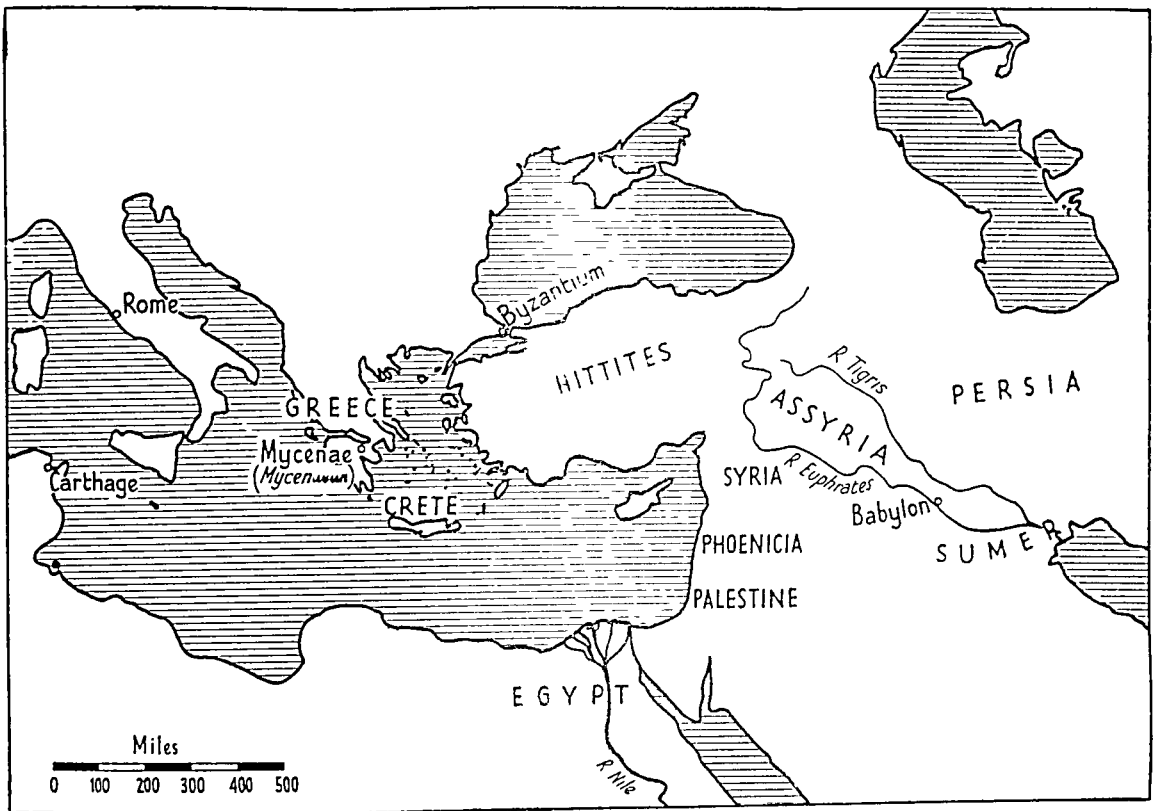 Rome
Byzantium
HITTITES
R Tigris
PERSIA
ASSYRIA
GREECE
Mycenae
Carthage
SYRIA
R Euphrates
Babylon
CRETE
SUMER
PHOENICIA
PALESTINE
EGYPT
R Nile
Miles
0 100 200 300 400 500